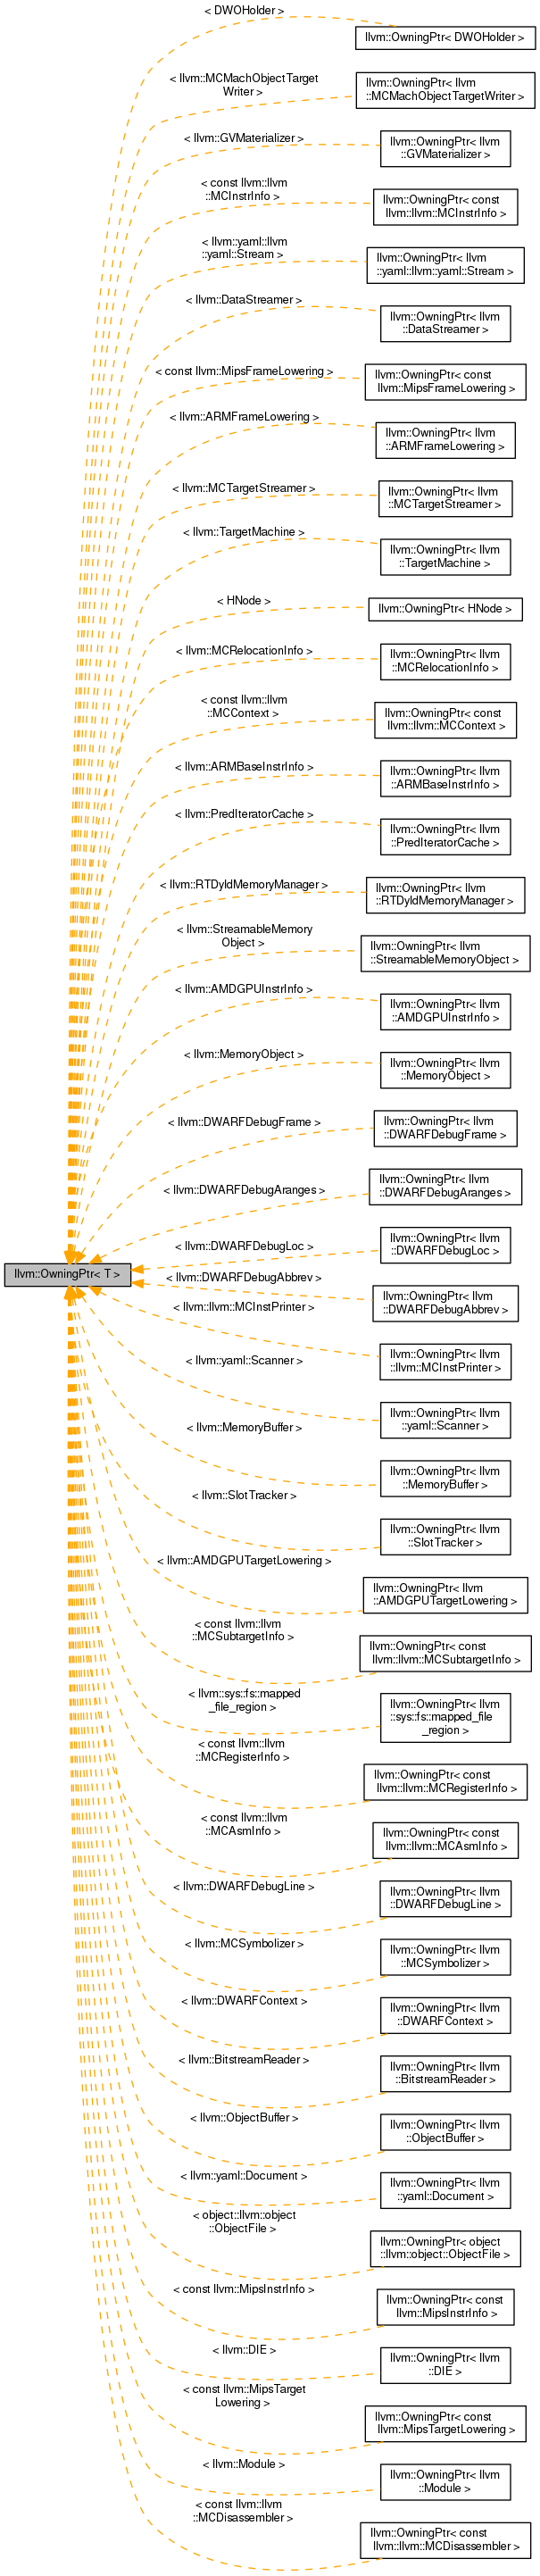 < DWOHolder >
llvm::OwningPtr< DWOHolder >
< llvm::MCMachObjectTarget
Writer >
llvm::OwningPtr< llvm
::MCMachObjectTargetWriter >
< llvm::GVMaterializer >
llvm::OwningPtr< llvm
::GVMaterializer >
< const llvm::llvm
::MCInstrInfo >
llvm::OwningPtr< const
llvm::llvm::MCInstrInfo >
< llvm::yaml::llvm
::yaml::Stream >
llvm::OwningPtr< llvm
::yaml::llvm::yaml::Stream >
< llvm::DataStreamer >
llvm::OwningPtr< llvm
::DataStreamer >
< const llvm::MipsFrameLowering >
llvm::OwningPtr< const
llvm::MipsFrameLowering >
< llvm::ARMFrameLowering >
llvm::OwningPtr< llvm
::ARMFrameLowering >
< llvm::MCTargetStreamer >
llvm::OwningPtr< llvm
::MCTargetStreamer >
< llvm::TargetMachine >
llvm::OwningPtr< llvm
::TargetMachine >
< HNode >
llvm::OwningPtr< HNode >
< llvm::MCRelocationInfo >
llvm::OwningPtr< llvm
::MCRelocationInfo >
< const llvm::llvm
::MCContext >
llvm::OwningPtr< const
llvm::llvm::MCContext >
< llvm::ARMBaseInstrInfo >
llvm::OwningPtr< llvm
::ARMBaseInstrInfo >
< llvm::PredIteratorCache >
llvm::OwningPtr< llvm
::PredIteratorCache >
< llvm::RTDyldMemoryManager >
llvm::OwningPtr< llvm
::RTDyldMemoryManager >
< llvm::StreamableMemory
Object >
llvm::OwningPtr< llvm
::StreamableMemoryObject >
< llvm::AMDGPUInstrInfo >
llvm::OwningPtr< llvm
::AMDGPUInstrInfo >
< llvm::MemoryObject >
llvm::OwningPtr< llvm
::MemoryObject >
< llvm::DWARFDebugFrame >
llvm::OwningPtr< llvm
::DWARFDebugFrame >
< llvm::DWARFDebugAranges >
llvm::OwningPtr< llvm
::DWARFDebugAranges >
< llvm::DWARFDebugLoc >
llvm::OwningPtr< llvm
::DWARFDebugLoc >
llvm::OwningPtr< T >
< llvm::DWARFDebugAbbrev >
llvm::OwningPtr< llvm
::DWARFDebugAbbrev >
< llvm::llvm::MCInstPrinter >
llvm::OwningPtr< llvm
::llvm::MCInstPrinter >
< llvm::yaml::Scanner >
llvm::OwningPtr< llvm
::yaml::Scanner >
< llvm::MemoryBuffer >
llvm::OwningPtr< llvm
::MemoryBuffer >
< llvm::SlotTracker >
llvm::OwningPtr< llvm
::SlotTracker >
< llvm::AMDGPUTargetLowering >
llvm::OwningPtr< llvm
::AMDGPUTargetLowering >
< const llvm::llvm
::MCSubtargetInfo >
llvm::OwningPtr< const
llvm::llvm::MCSubtargetInfo >
< llvm::sys::fs::mapped
_file_region >
llvm::OwningPtr< llvm
::sys::fs::mapped_file
_region >
< const llvm::llvm
::MCRegisterInfo >
llvm::OwningPtr< const
llvm::llvm::MCRegisterInfo >
< const llvm::llvm
::MCAsmInfo >
llvm::OwningPtr< const
llvm::llvm::MCAsmInfo >
< llvm::DWARFDebugLine >
llvm::OwningPtr< llvm
::DWARFDebugLine >
< llvm::MCSymbolizer >
llvm::OwningPtr< llvm
::MCSymbolizer >
< llvm::DWARFContext >
llvm::OwningPtr< llvm
::DWARFContext >
< llvm::BitstreamReader >
llvm::OwningPtr< llvm
::BitstreamReader >
< llvm::ObjectBuffer >
llvm::OwningPtr< llvm
::ObjectBuffer >
< llvm::yaml::Document >
llvm::OwningPtr< llvm
::yaml::Document >
< object::llvm::object
::ObjectFile >
llvm::OwningPtr< object
::llvm::object::ObjectFile >
< const llvm::MipsInstrInfo >
llvm::OwningPtr< const
llvm::MipsInstrInfo >
< llvm::DIE >
llvm::OwningPtr< llvm
::DIE >
< const llvm::MipsTarget
Lowering >
llvm::OwningPtr< const
llvm::MipsTargetLowering >
< llvm::Module >
llvm::OwningPtr< llvm
::Module >
< const llvm::llvm
::MCDisassembler >
llvm::OwningPtr< const
llvm::llvm::MCDisassembler >